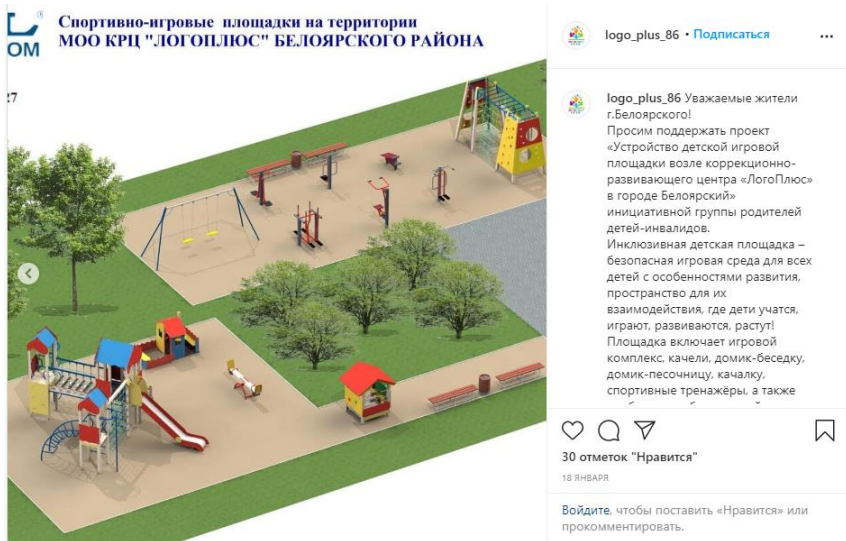 ОМ
Спортивно-игровые площадки на территории
МОО КРЦ "ЛОГОПЛЮС" БЕЛОЯРСКОГО РАЙОНА
27
logo_plus_86 • Подписаться
logo_plus_86 Уважаемые жители
г.Белоярского!
Просим поддержать проект
«Устройство детской игровой
площадки возле коррекционно-
развивающего центра «ЛогоПлюс»
в городе Белоярский»
инициативной группы родителей
детей-инвалидов.
Инклюзивная детская площадка –
безопасная игровая среда для всех
детей с особенностями развития,
пространство для их
взаимодействия, где дети учатся,
играют, развиваются, растут!
Площадка включает игровой
комплекс, качели, домик-беседку,
домик-песочницу, качалку,
спортивные тренажёры, а также
30 отметок "Нравится"
18 ЯНВАРЯ
Войдите, чтобы поставить «Нравится» или
прокомментировать.